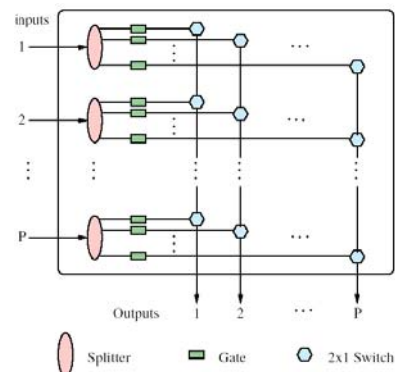 inputs
1
2
P
Outputs 1 2 P
Splitter Gate 2x1 Switch